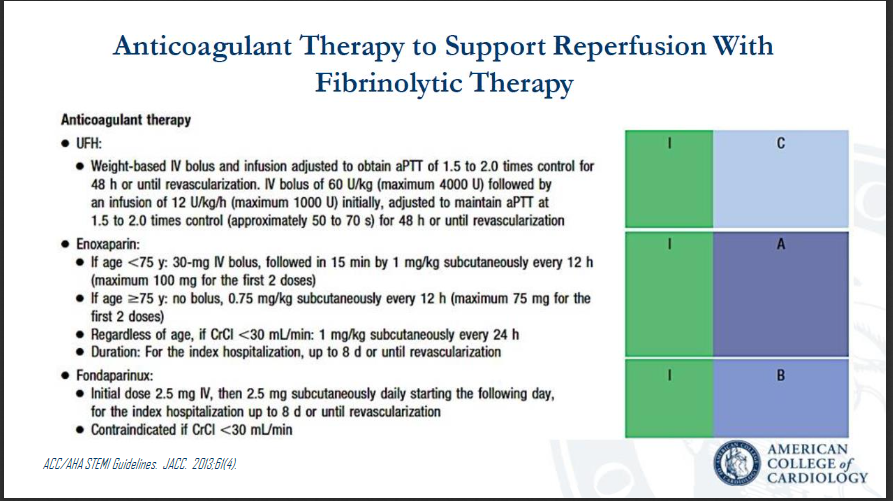 Anticoagulant Therapy to Support Reperfusion With
Fibrinolytic Therapy
Anticoagulant therapy
• UFH:
• Weight-based IV bolus and infusion adjusted to obtain aPTT of 1.5 to 2.0 times control for
48 h or until revascularization. IV bolus of 60 U/kg (maximum 4000 U) followed by
an infusion of 12 U/kg/h (maximum 1000 U) initially, adjusted to maintain aPTT at
1.5 to 2.0 times control (approximately 50 to 70 s) for 48 h or until revascularization
I C
• Enoxaparin:
• If age <75 y: 30-mg IV bolus, followed in 15 min by 1 mg/kg subcutaneously every 12 h
(maximum 100 mg for the first 2 doses)
• If age ≥75 y: no bolus, 0.75 mg/kg subcutaneously every 12 h (maximum 75 mg for the
first 2 doses)
• Regardless of age, if CrCl <30 mL/min: 1 mg/kg subcutaneously every 24 h
• Duration: For the index hospitalization, up to 8 d or until revascularization
I A
• Fondaparinux:
• Initial dose 2.5 mg IV, then 2.5 mg subcutaneously daily starting the following day,
for the index hospitalization up to 8 d or until revascularization
• Contraindicated if CrCl <30 mL/min
I B
ACC/AHA STEMI Guidelines. JACC. 2013;61(4).
AMERICAN
COLLEGE of
CARDIOLOGY